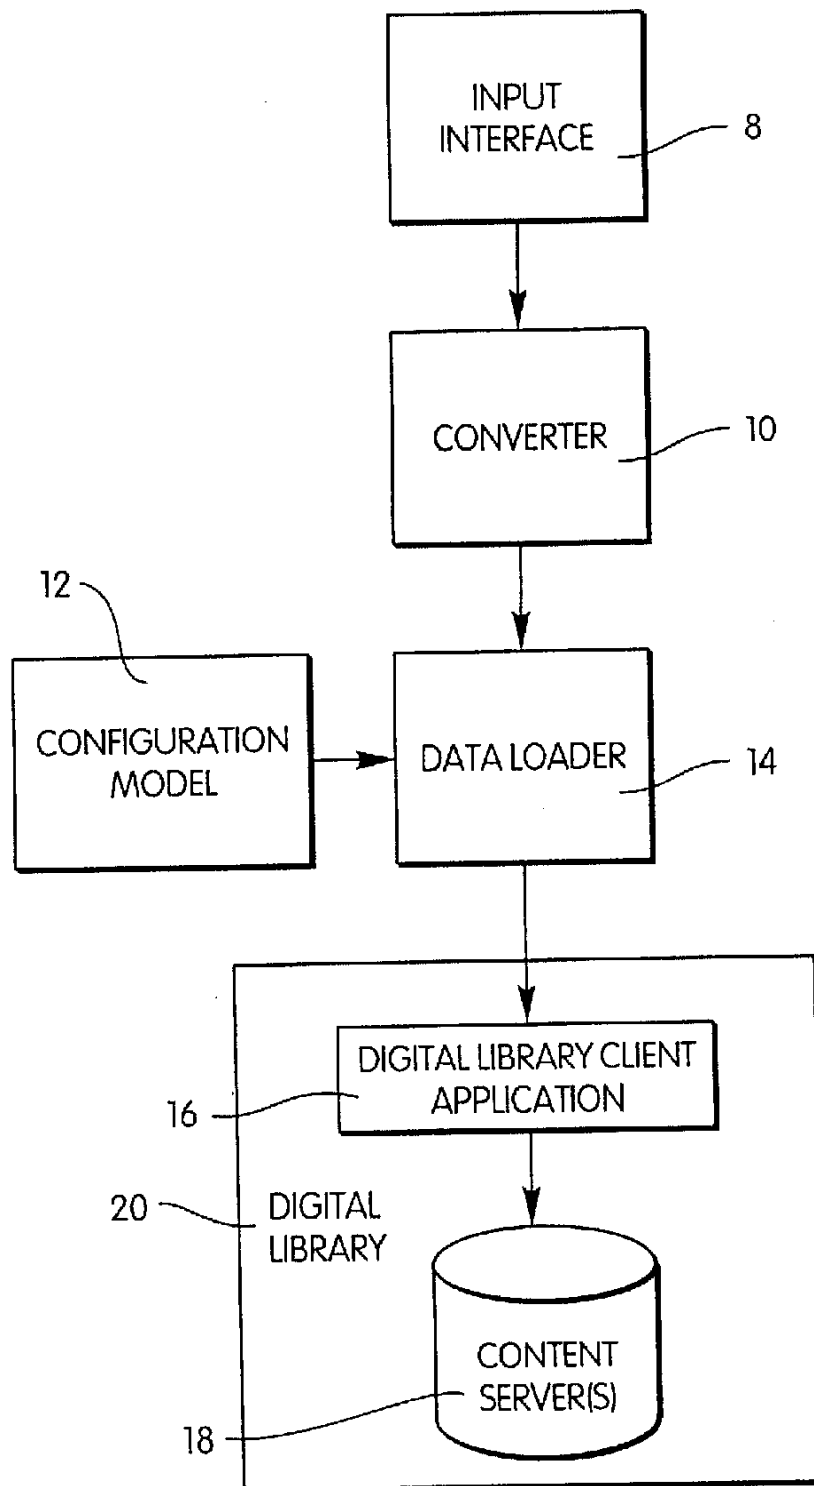 INPUT
INTERFACE
8
CONVERTER
10
12
CONFIGURATION
MODEL
DATA LOADER
14
DIGITAL LIBRARY CLIENT
APPLICATION
16
20
DIGITAL
LIBRARY
CONTENT
SERVER(S)
18